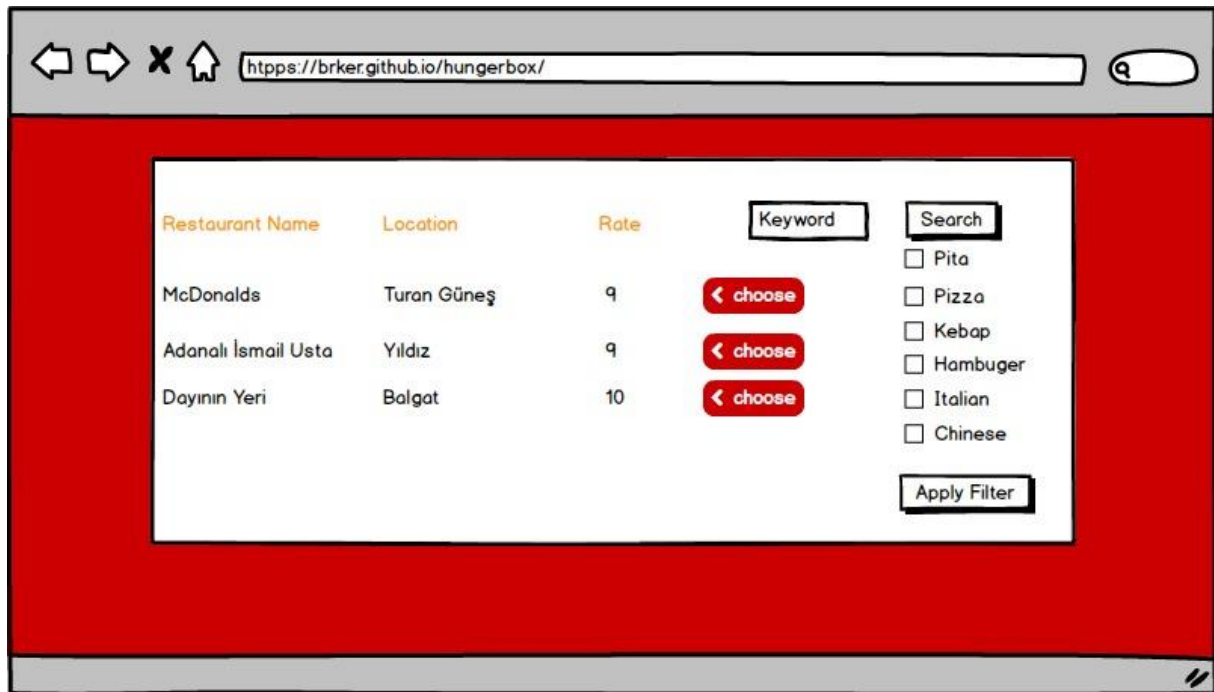 htpps://brker.github.io/hungerbox/
Restaurant Name Location Rate Keyword Search
Pita
McDonalds Turan Güneş 9 choose Pizza
Kebap
Adanalı İsmail Usta Yıldız 9 choose
Hambuger
Dayının Yeri Balgat 10 choose Italian
Chinese
Apply Filter